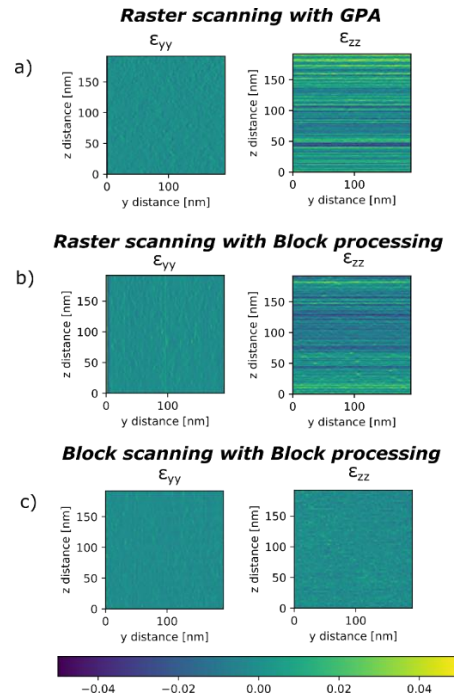 Raster scanning with GPA
εyy εzz
a)
z distance [nm]
150
100
50
0
0 100
y distance [nm]
z distance [nm]
150
100
50
0
0 100
y distance [nm]
Raster scanning with Block processing
εyy εzz
b)
z distance [nm]
150
100
50
0
0 100
y distance [nm]
z distance [nm]
150
100
50
0
0 100
y distance [nm]
Block scanning with Block processing
εyy εzz
c)
z distance [nm]
150
100
50
0
0 100
y distance [nm]
z distance [nm]
150
100
50
0
0 100
y distance [nm]
−0.04 −0.02 0.00 0.02 0.04